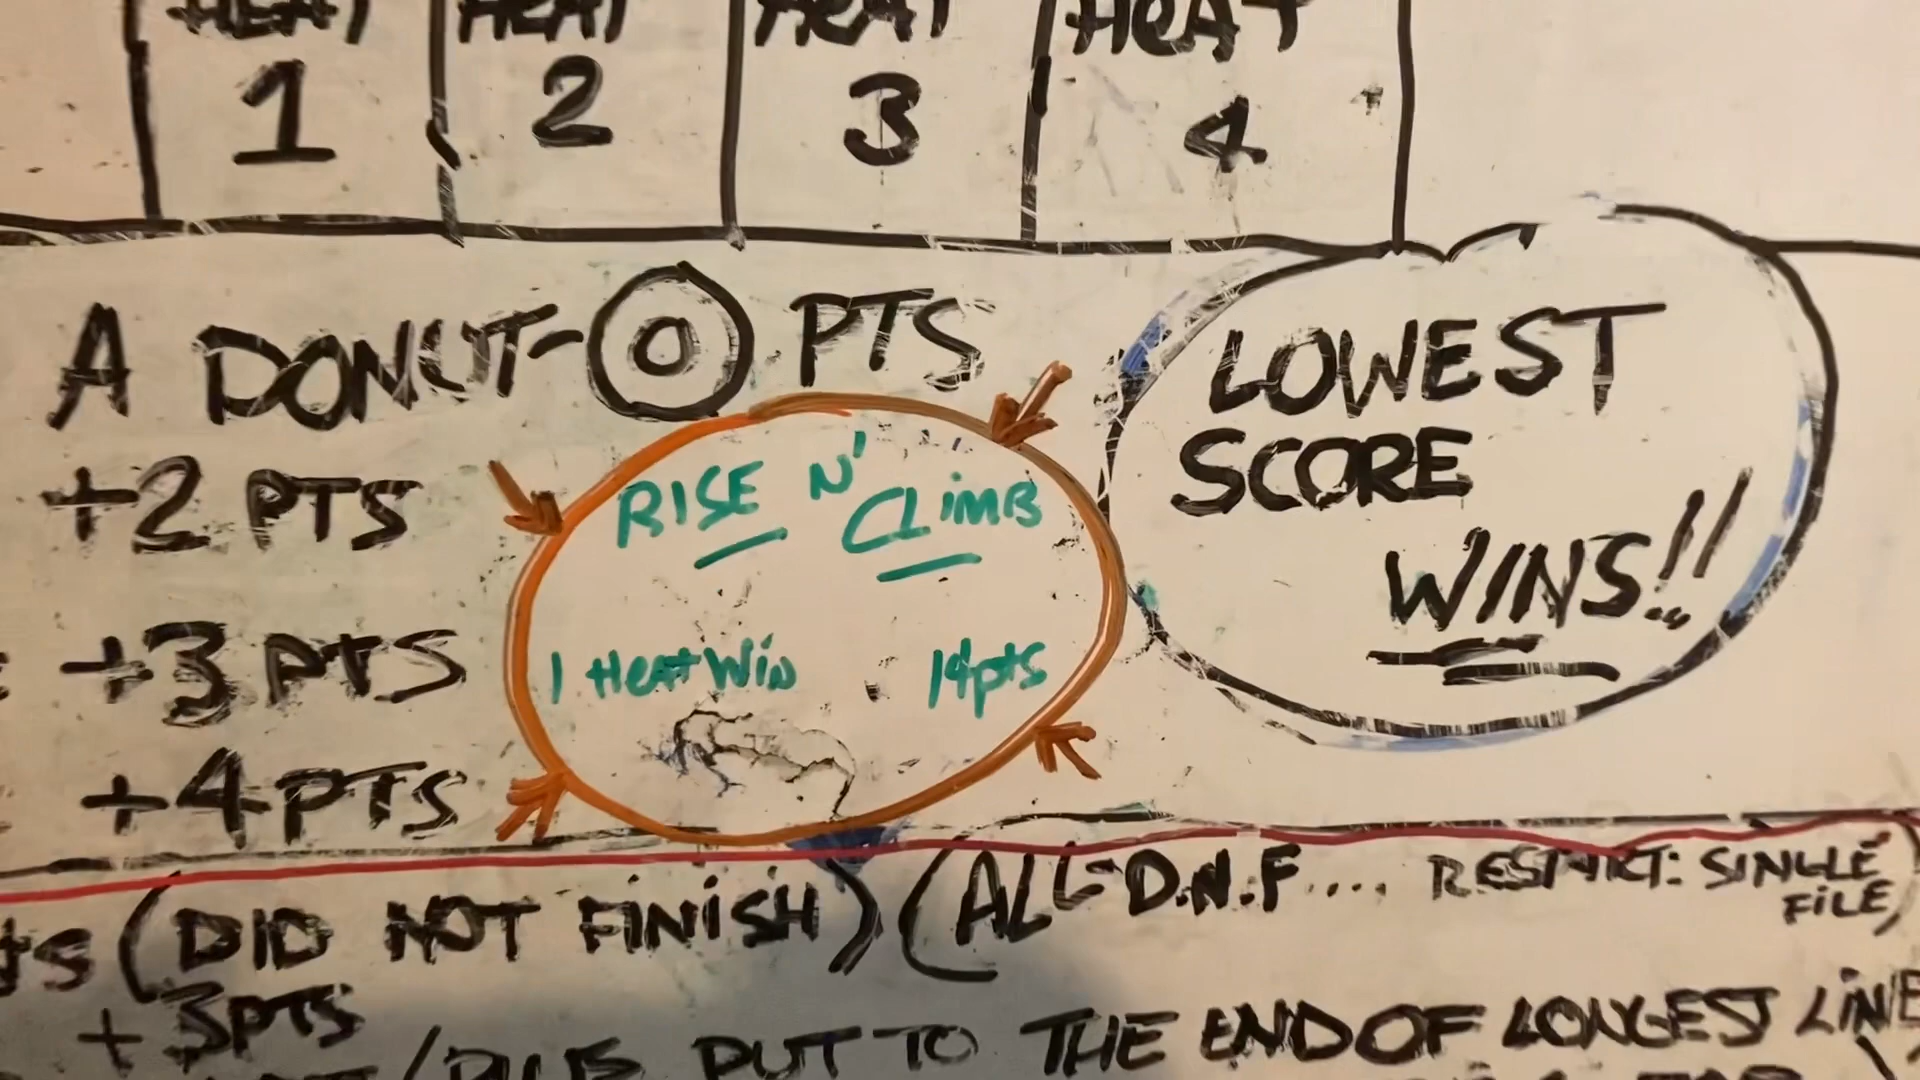 HEAT HEAT HEAT HEAT
1 2 3 4
A DONUT- 0 PTS
+2 PTS
+3 PTS
+4 PTS
RISE N' CLIMB
1 HEAT WIN 14pts
LOWEST
SCORE
WINS!!
(DID NOT FINISH) (ALL D.N.F.... RESTART: SINGLE
FILE)
+3PTS
PUT TO THE END OF LONGEST LINE